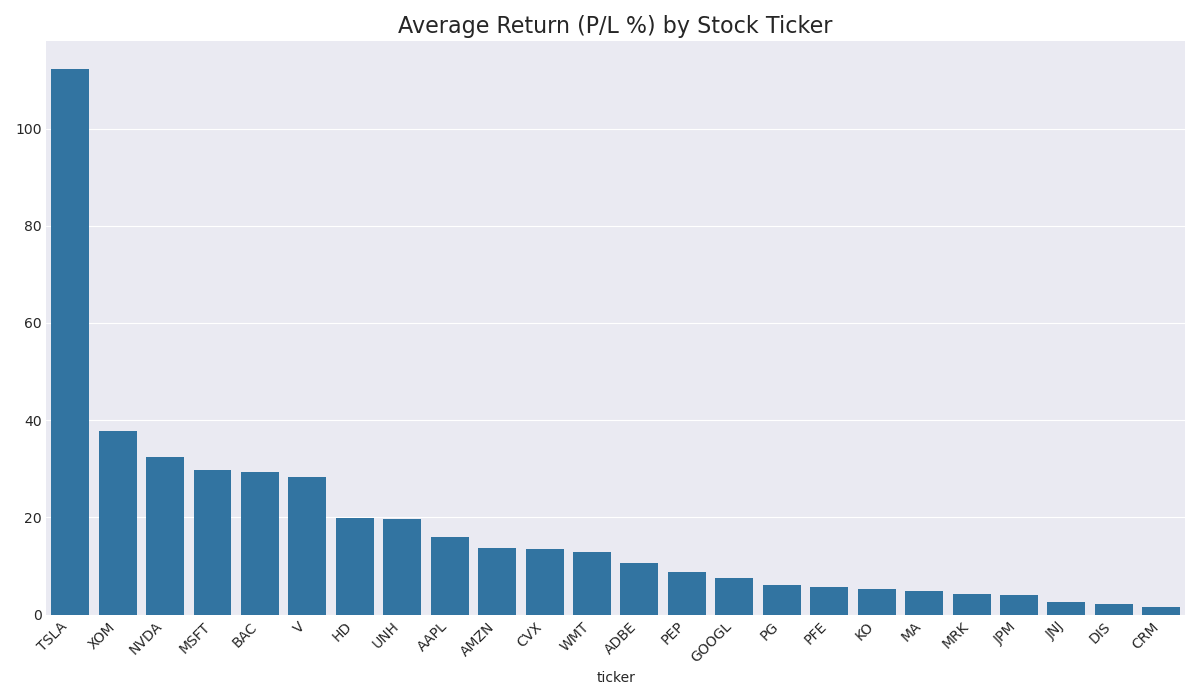 Average Return (P/L %) by Stock Ticker
100
80
60
40
20
0
TSLA
XOM
NVDA
MSFT
BAC
V
HD
UNH
AAPL
AMZN
CVX
WMT
ADBE
PEP
GOOGL
PG
PFE
KO
MA
MRK
JPM
JNJ
DIS
CRM
ticker